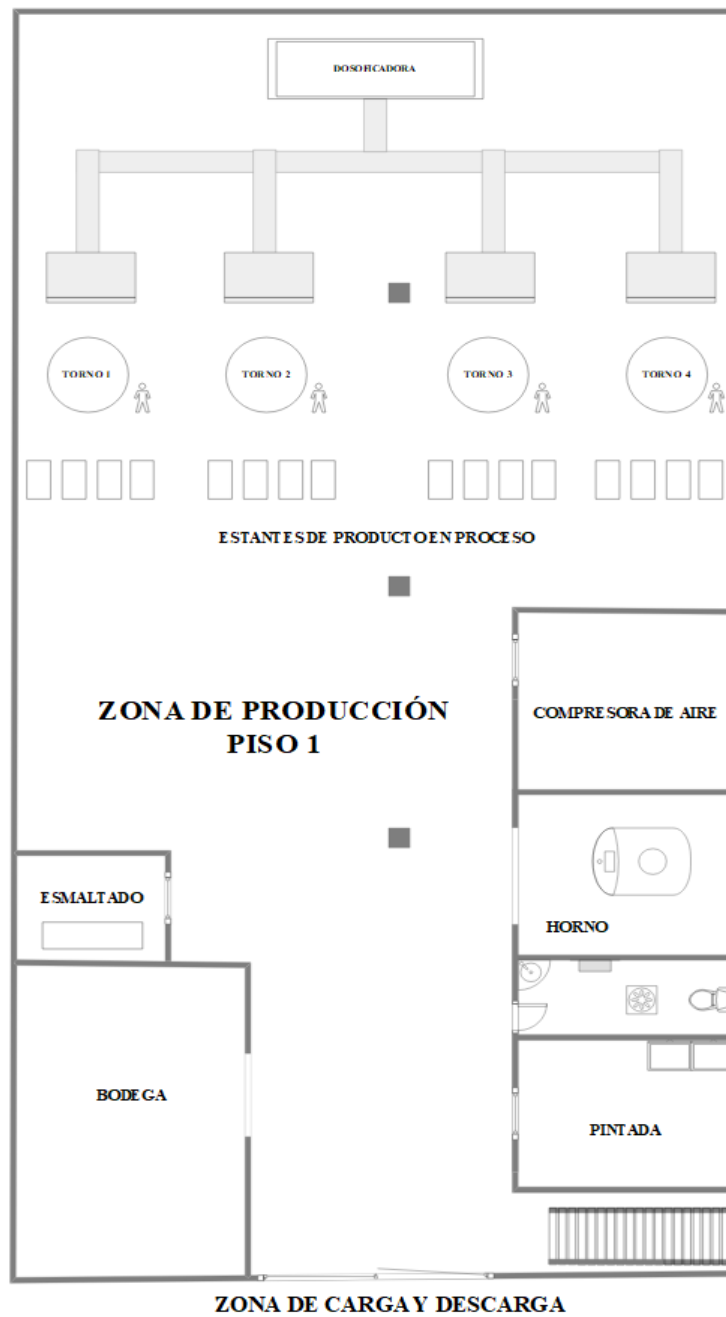 DOSOFICADORA
TORNO 1
TORNO 2
TORNO 3
TORNO 4
ESTANTES DE PRODUCTO EN PROCESO
ZONA DE PRODUCCIÓN
PISO 1
COMPRESORA DE AIRE
ESMALTADO
HORNO
BODEGA
PINTADA
ZONA DE CARGA Y DESCARGA